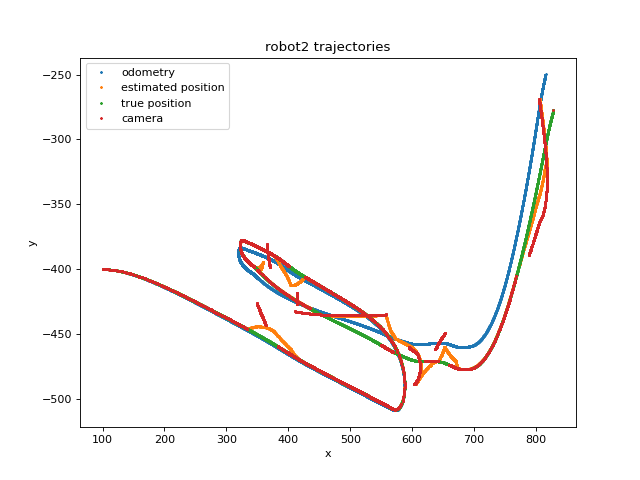 robot2 trajectories
odometry
estimated position
true position
camera
−250
−300
−350
−400
−450
−500
y
100 200 300 400 500 600 700 800
x